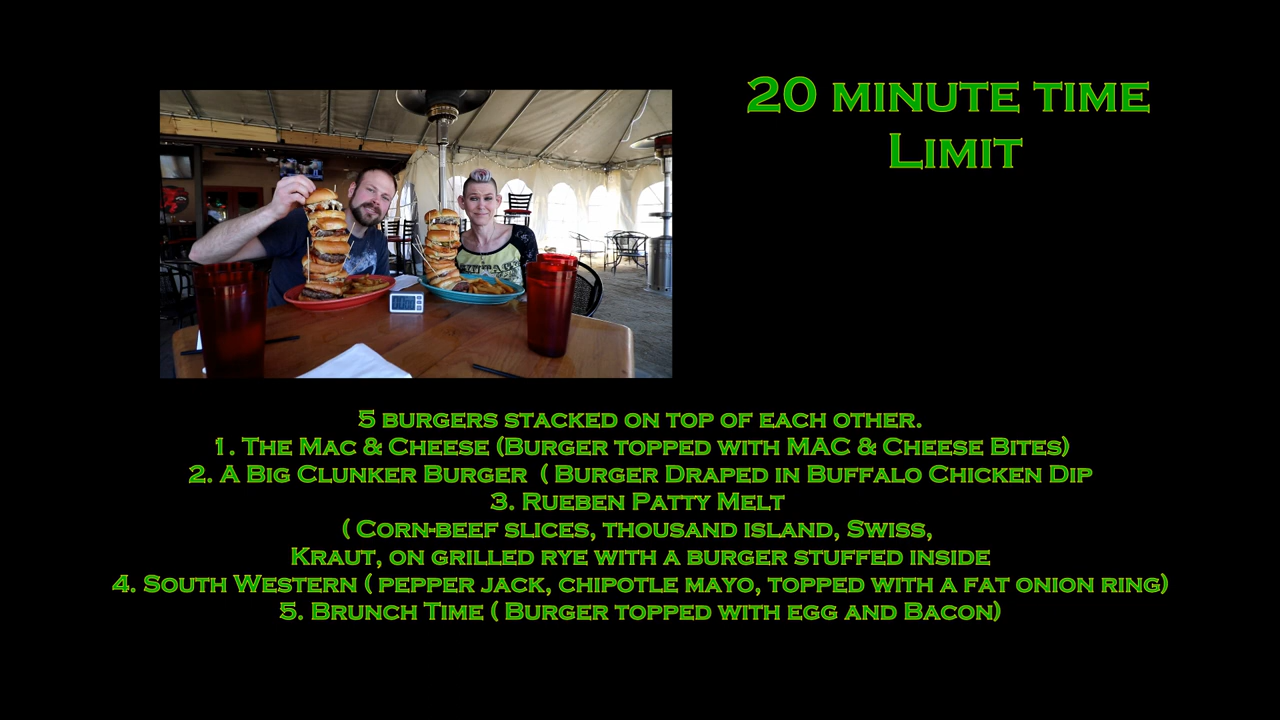 20 MINUTE TIME
LIMIT
5 BURGERS STACKED ON TOP OF EACH OTHER.
1. THE MAC & CHEESE (BURGER TOPPED WITH MAC & CHEESE BITES)
2. A BIG CLUNKER BURGER ( BURGER DRAPED IN BUFFALO CHICKEN DIP
3. RUEBEN PATTY MELT
( CORN-BEEF SLICES, THOUSAND ISLAND, SWISS,
KRAUT, ON GRILLED RYE WITH A BURGER STUFFED INSIDE
4. SOUTH WESTERN ( PEPPER JACK, CHIPOTLE MAYO, TOPPED WITH A FAT ONION RING)
5. BRUNCH TIME ( BURGER TOPPED WITH EGG AND BACON)